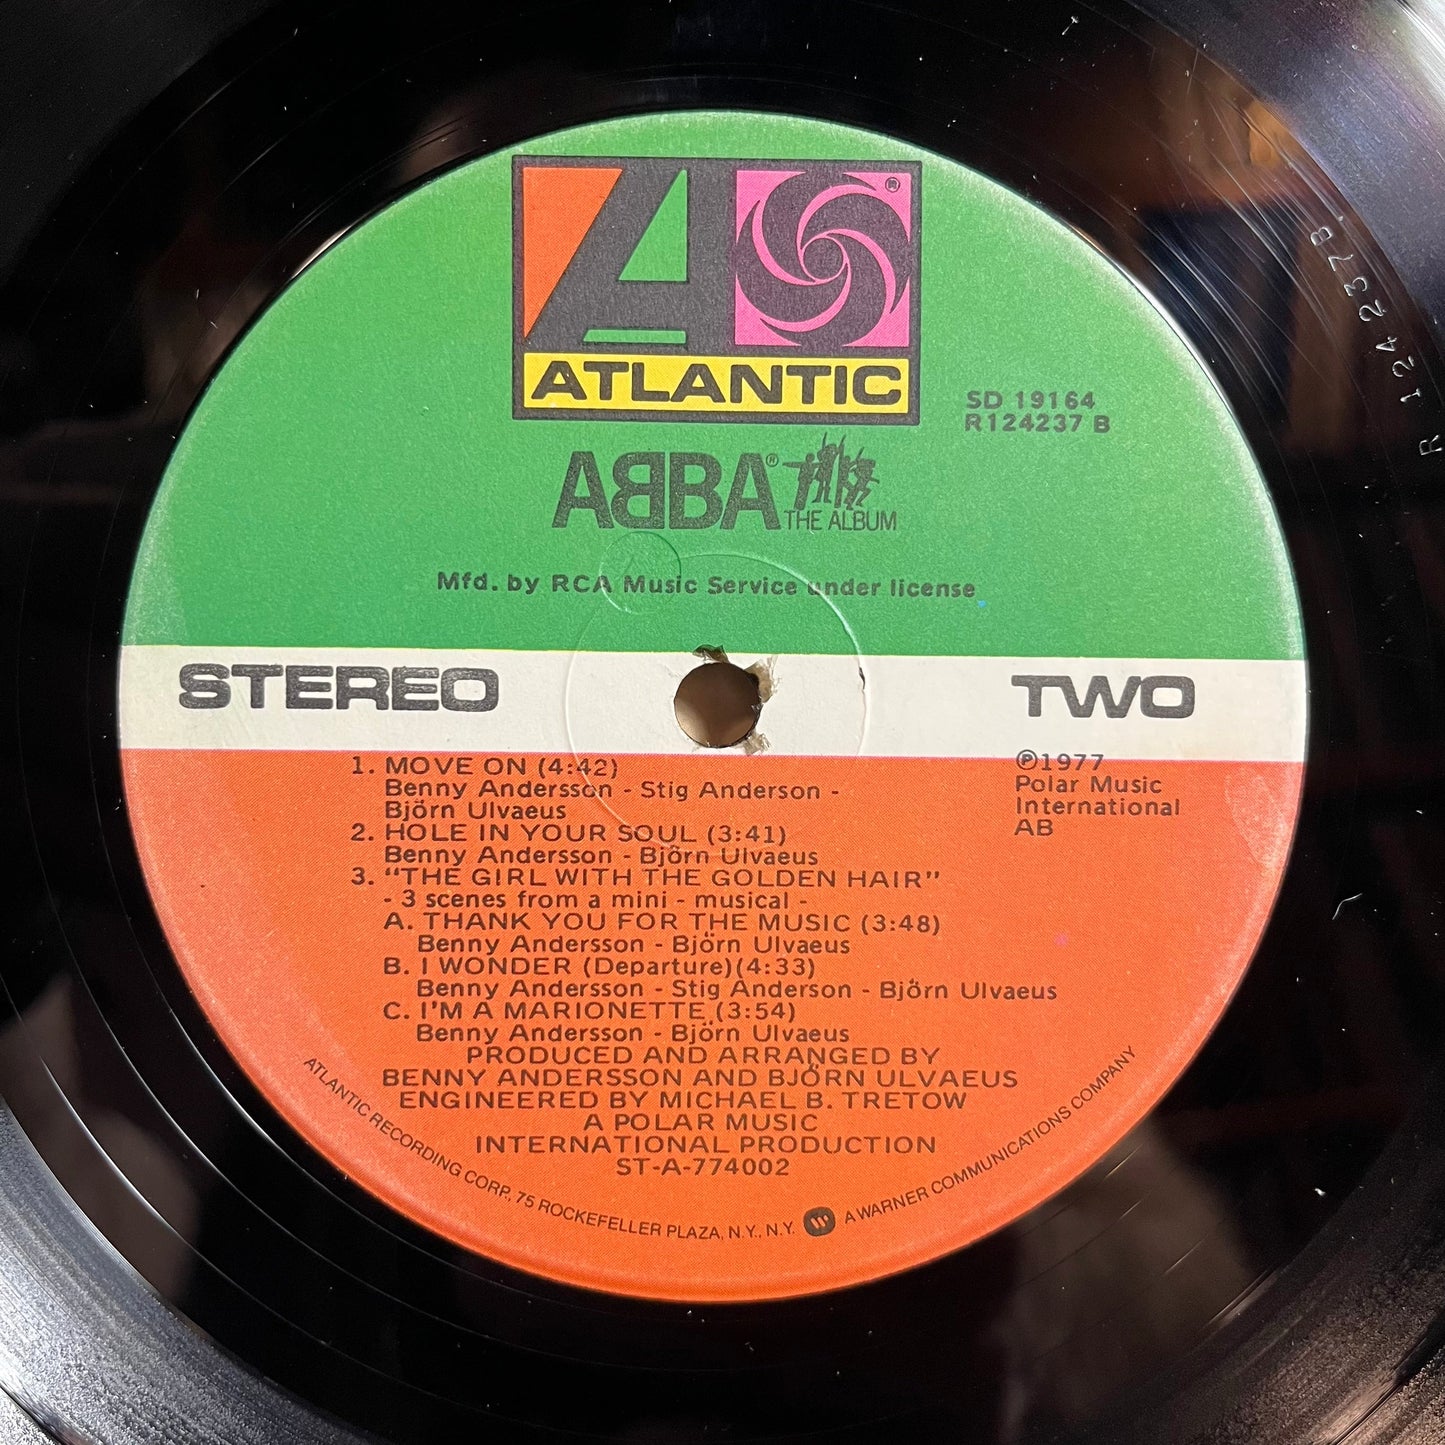 ATLANTIC
®
SD 19164
R124237 B
ABBA®
THE ALBUM
Mfd. by RCA Music Service under license
STEREO
TWO
1. MOVE ON (4:42)
Benny Andersson - Stig Anderson -
Björn Ulvaeus
2. HOLE IN YOUR SOUL (3:41)
Benny Andersson - Björn Ulvaeus
3. "THE GIRL WITH THE GOLDEN HAIR"
- 3 scenes from a mini - musical -
A. THANK YOU FOR THE MUSIC (3:48)
Benny Andersson - Björn Ulvaeus
B. I WONDER (Departure)(4:33)
Benny Andersson - Stig Anderson - Björn Ulvaeus
C. I'M A MARIONETTE (3:54)
Benny Andersson - Björn Ulvaeus
℗1977
Polar Music
International
AB
PRODUCED AND ARRANGED BY
BENNY ANDERSSON AND BJÖRN ULVAEUS
ENGINEERED BY MICHAEL B. TRETOW
A POLAR MUSIC
INTERNATIONAL PRODUCTION
ST-A-774002
ATLANTIC RECORDING CORP., 75 ROCKEFELLER PLAZA, N.Y., N.Y. A WARNER COMMUNICATIONS COMPANY
R 124237B